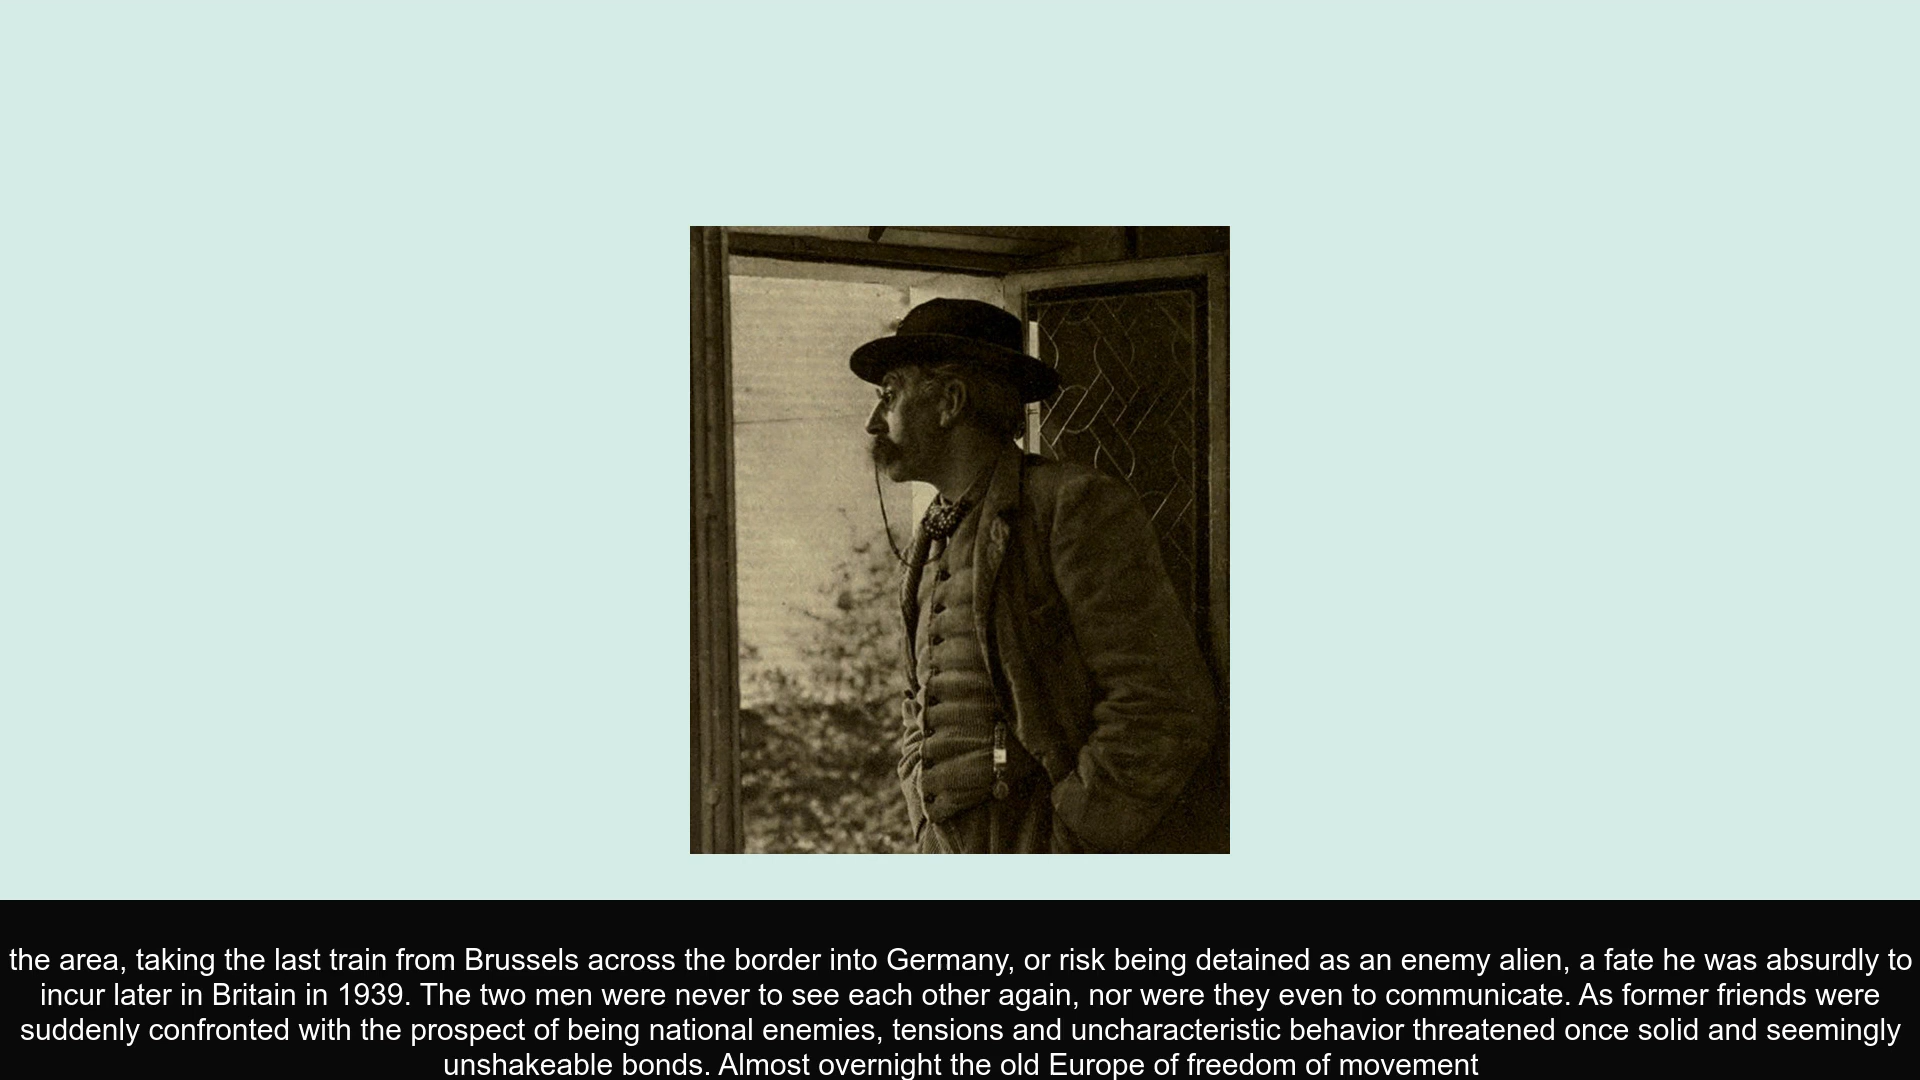 the area, taking the last train from Brussels across the border into Germany, or risk being detained as an enemy alien, a fate he was absurdly to
incur later in Britain in 1939. The two men were never to see each other again, nor were they even to communicate. As former friends were
suddenly confronted with the prospect of being national enemies, tensions and uncharacteristic behavior threatened once solid and seemingly
unshakeable bonds. Almost overnight the old Europe of freedom of movement